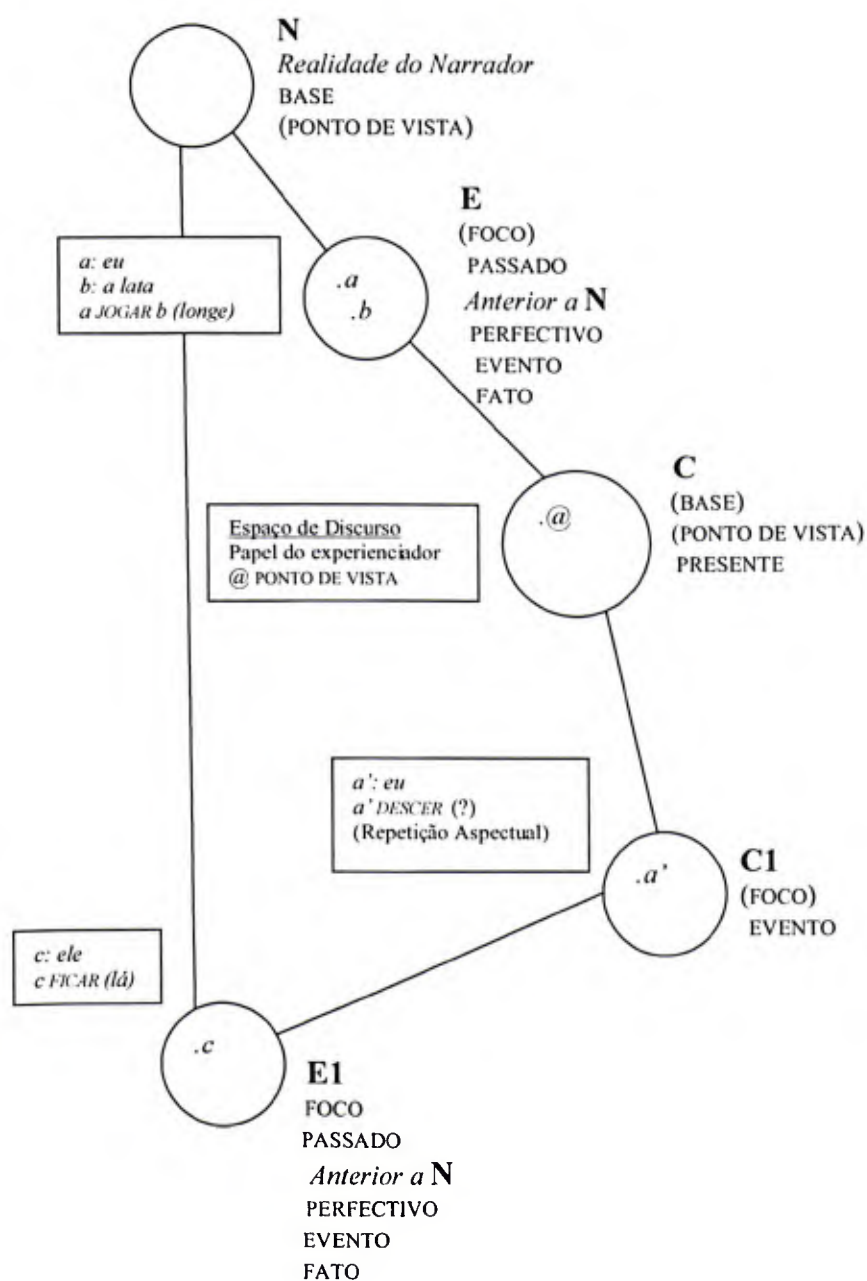 N
Realidade do Narrador
BASE
(PONTO DE VISTA)
E
(FOCO)
PASSADO
Anterior a N
PERFECTIVO
EVENTO
FATO
a: eu
b: a lata
a JOGAR b (longe)
.a
.b
C
(BASE)
(PONTO DE VISTA)
PRESENTE
.@
Espaço de Discurso
Papel do experienciador
@ PONTO DE VISTA
a': eu
a' DESCER (?)
(Repetição Aspectual)
.a'
C1
(FOCO)
EVENTO
c: ele
c FICAR (lá)
.c
E1
FOCO
PASSADO
Anterior a N
PERFECTIVO
EVENTO
FATO